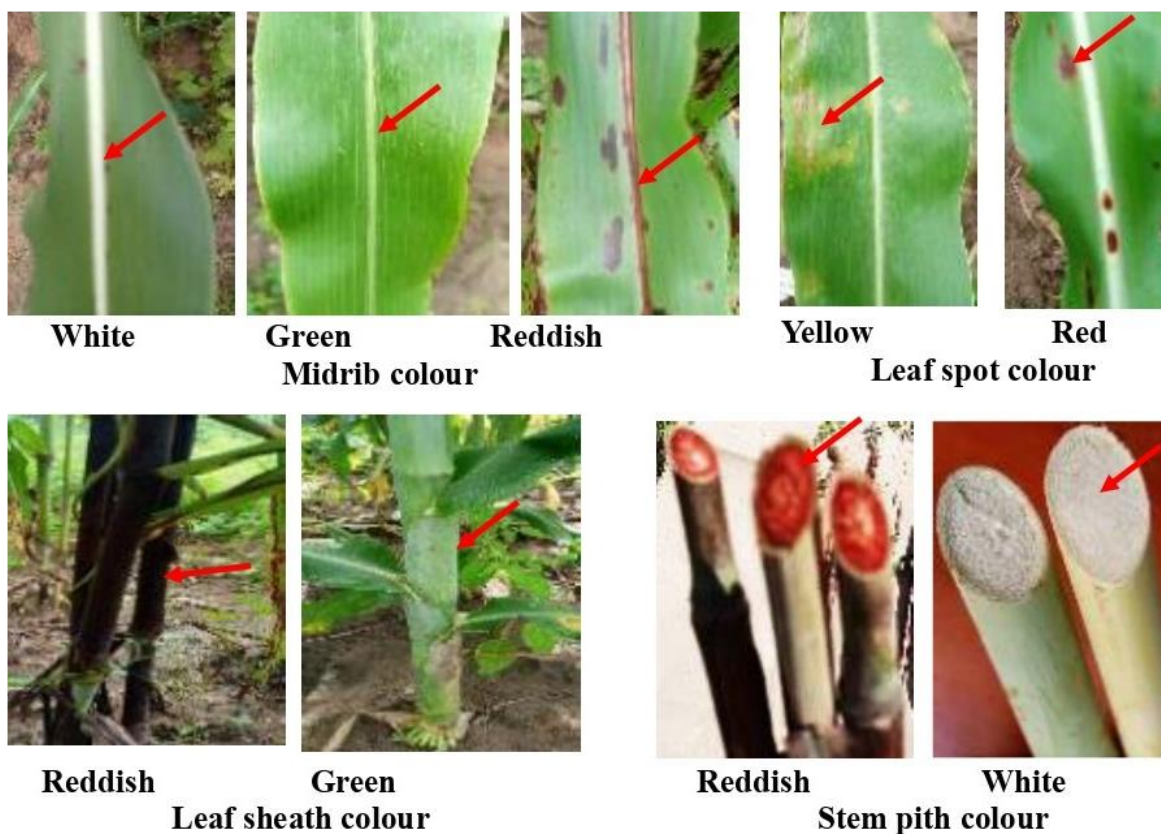 White Green Reddish Yellow Red
Midrib colour Leaf spot colour
Reddish Green Reddish White
Leaf sheath colour Stem pith colour